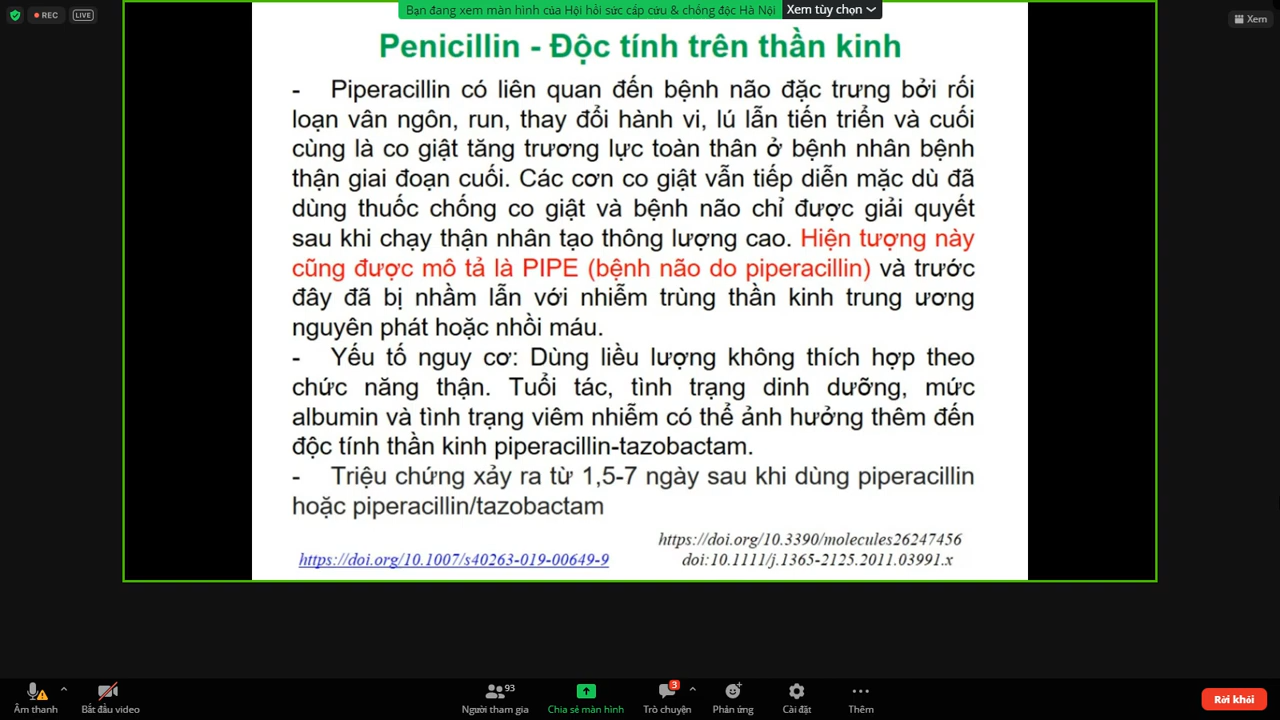 REC
LIVE
Bạn đang xem màn hình của Hội hồi sức cấp cứu & chống độc Hà Nội
Xem tùy chọn
Xem
Penicillin - Độc tính trên thần kinh
- Piperacillin có liên quan đến bệnh não đặc trưng bởi rối
loạn vân ngôn, run, thay đổi hành vi, lú lẫn tiến triển và cuối
cùng là co giật tăng trương lực toàn thân ở bệnh nhân bệnh
thận giai đoạn cuối. Các cơn co giật vẫn tiếp diễn mặc dù đã
dùng thuốc chống co giật và bệnh não chỉ được giải quyết
sau khi chạy thận nhân tạo thông lượng cao. Hiện tượng này
cũng được mô tả là PIPE (bệnh não do piperacillin) và trước
đây đã bị nhầm lẫn với nhiễm trùng thần kinh trung ương
nguyên phát hoặc nhồi máu.
- Yếu tố nguy cơ: Dùng liều lượng không thích hợp theo
chức năng thận. Tuổi tác, tình trạng dinh dưỡng, mức
albumin và tình trạng viêm nhiễm có thể ảnh hưởng thêm đến
độc tính thần kinh piperacillin-tazobactam.
- Triệu chứng xảy ra từ 1,5-7 ngày sau khi dùng piperacillin
hoặc piperacillin/tazobactam
https://doi.org/10.3390/molecules26247456
https://doi.org/10.1007/s40263-019-00649-9
doi:10.1111/j.1365-2125.2011.03991.x
93
3
Âm thanh
Bắt đầu video
Người tham gia
Chia sẻ màn hình
Trò chuyện
Phản ứng
Cài đặt
Thêm
Rời khỏi